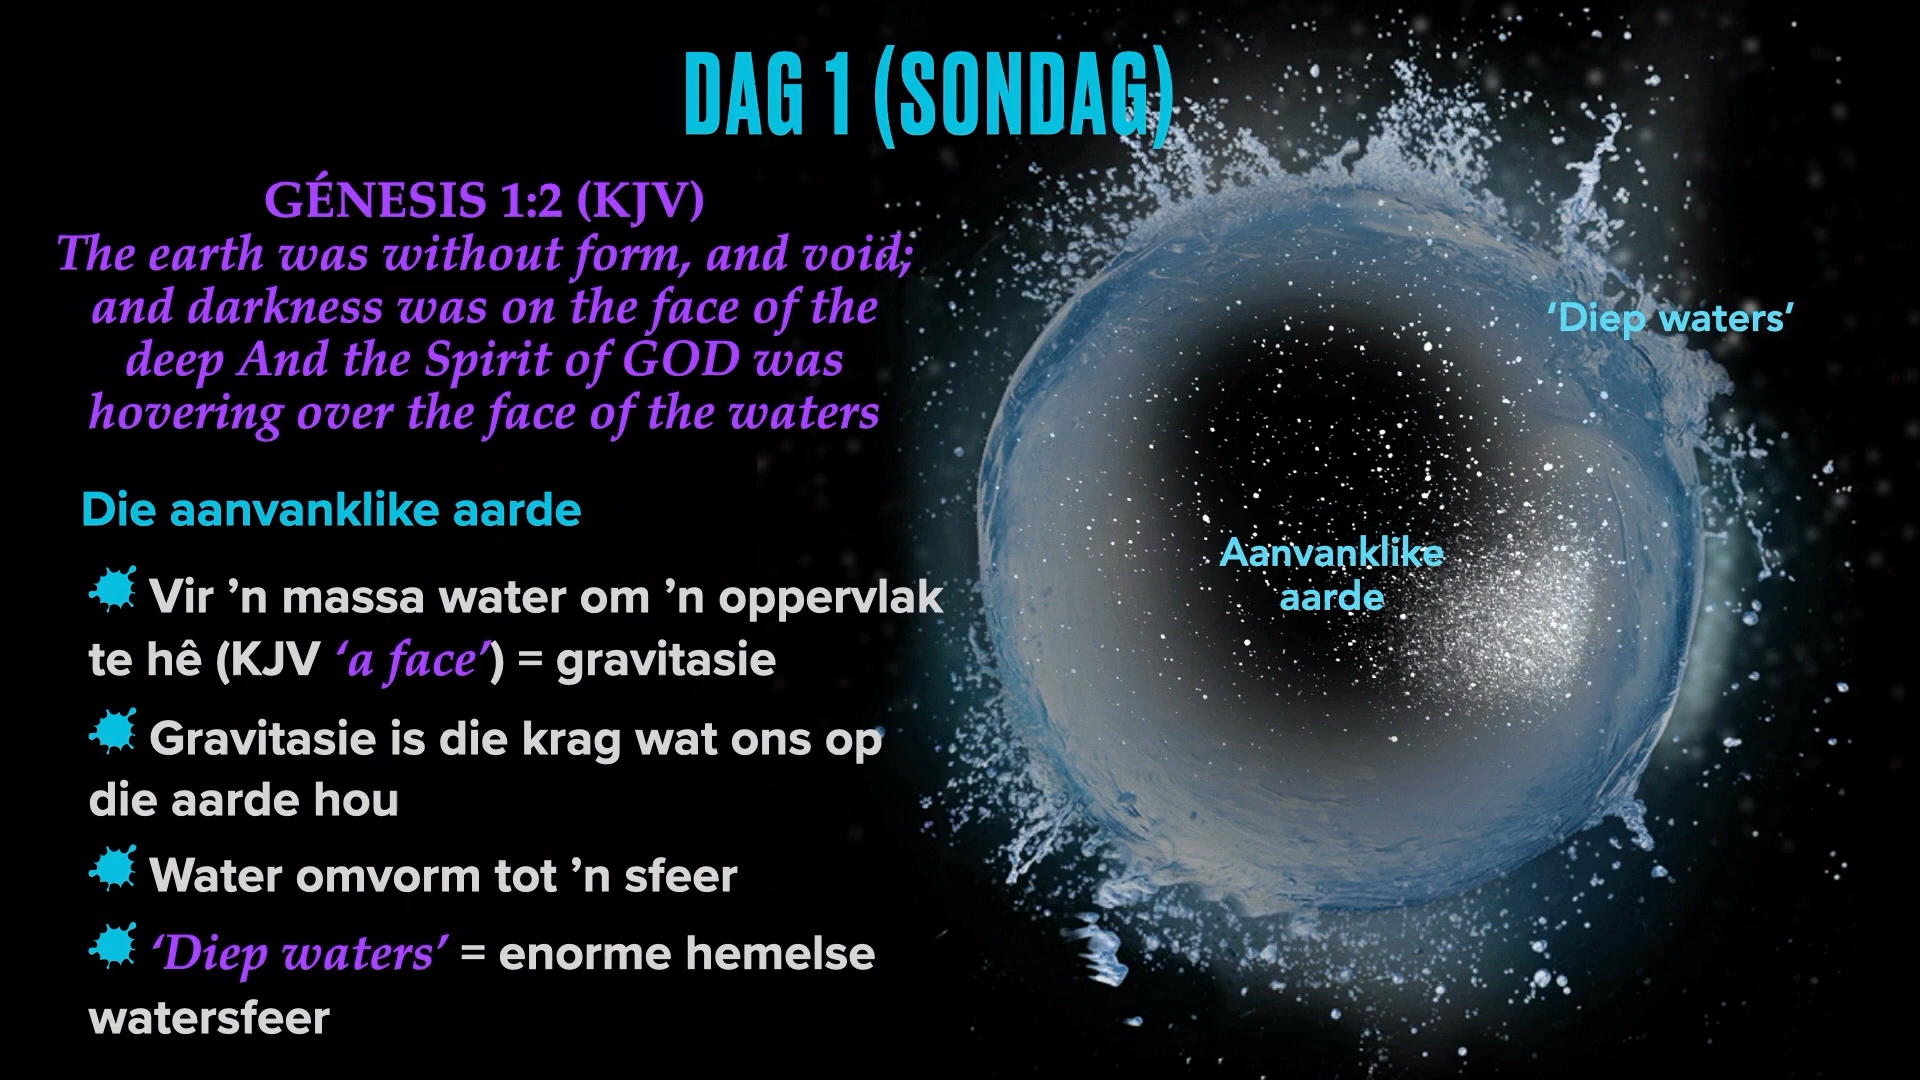 DAG 1 (SONDAG)
GÉNESIS 1:2 (KJV)
The earth was without form, and void;
and darkness was on the face of the
deep And the Spirit of GOD was
hovering over the face of the waters
Die aanvanklike aarde
Vir ’n massa water om ’n oppervlak
te hê (KJV ‘a face’) = gravitasie
Gravitasie is die krag wat ons op
die aarde hou
Water omvorm tot ’n sfeer
‘Diep waters’ = enorme hemelse
watersfeer
‘Diep waters’
Aanvanklike
aarde